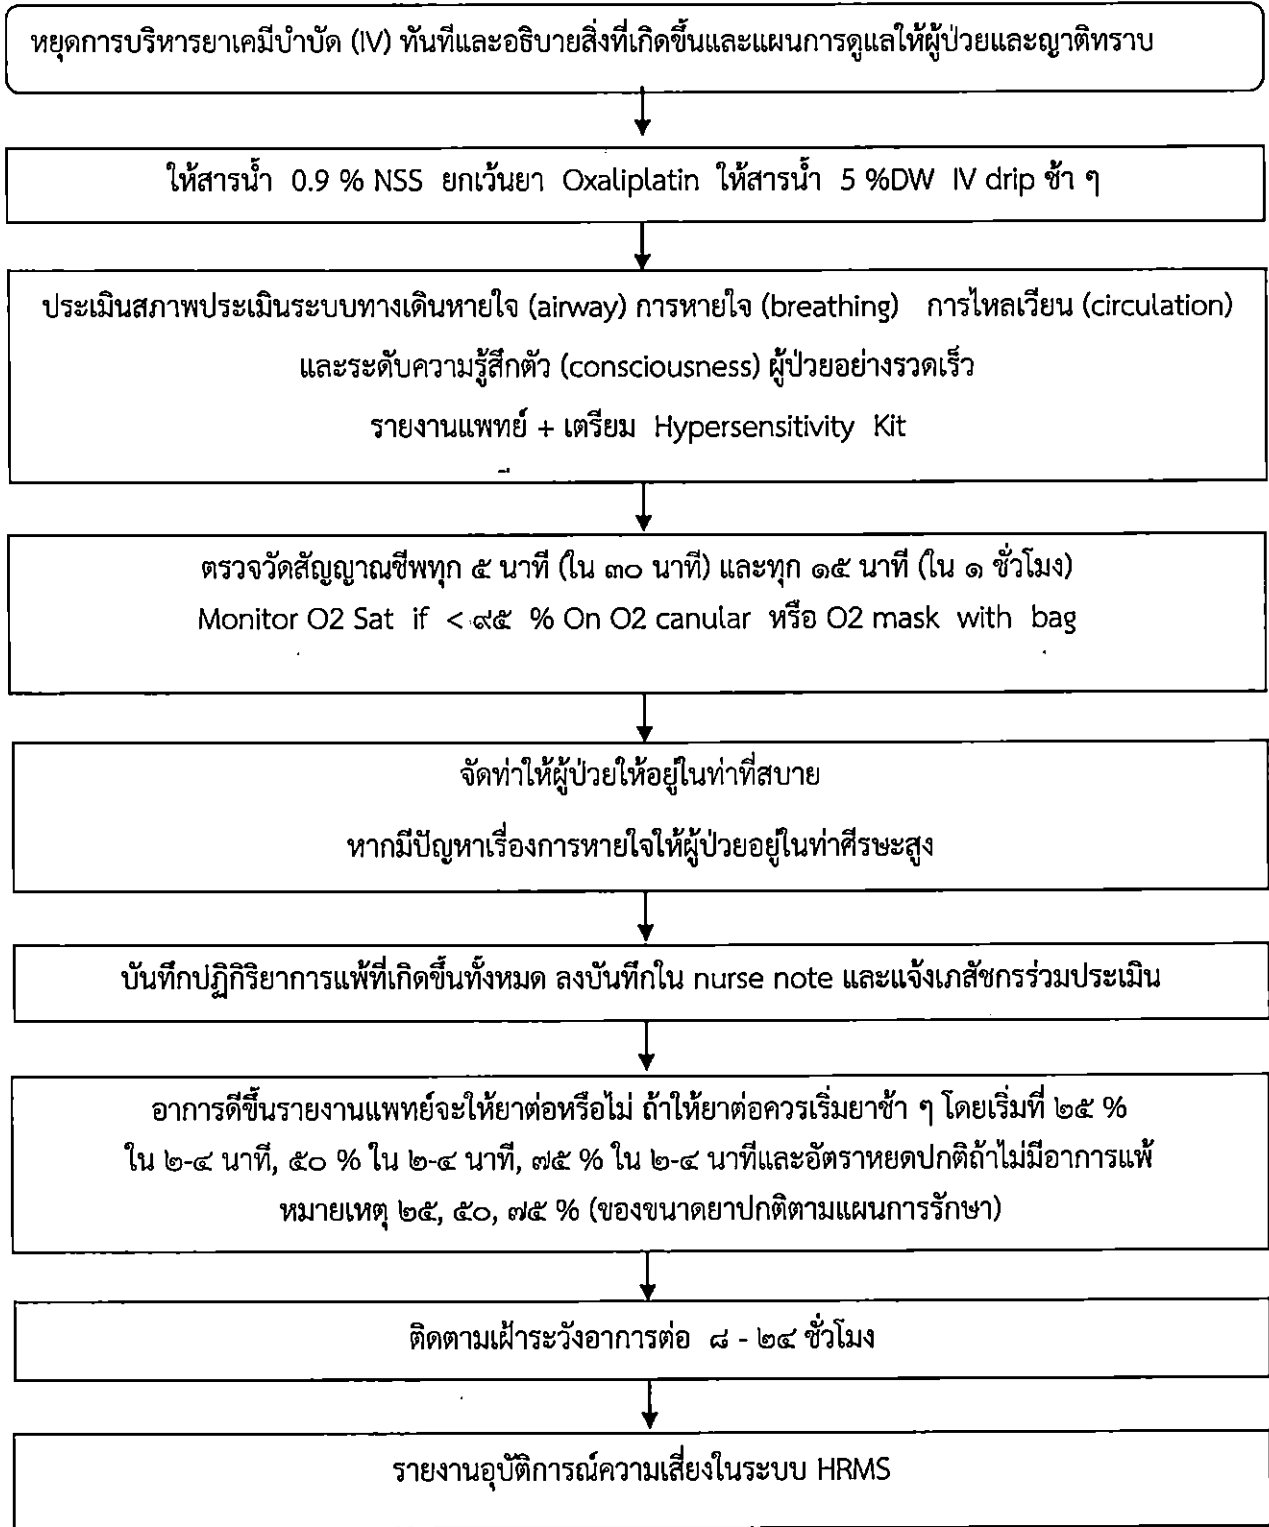 หยุดการบริหารยาเคมีบำบัด (IV) ทันทีและอธิบายสิ่งที่เกิดขึ้นและแผนการดูแลให้ผู้ป่วยและญาติทราบ
ให้สารน้ำ 0.9 % NSS ยกเว้นยา Oxaliplatin ให้สารน้ำ 5 %DW IV drip ช้า ๆ
ประเมินสภาพประเมินระบบทางเดินหายใจ (airway) การหายใจ (breathing) การไหลเวียน (circulation)
และระดับความรู้สึกตัว (consciousness) ผู้ป่วยอย่างรวดเร็ว
รายงานแพทย์ + เตรียม Hypersensitivity Kit
ตรวจวัดสัญญาณชีพทุก ๕ นาที (ใน ๓๐ นาที) และทุก ๑๕ นาที (ใน ๑ ชั่วโมง)
Monitor O2 Sat if < ๙๕ % On O2 canular หรือ O2 mask with bag
จัดท่าให้ผู้ป่วยให้อยู่ในท่าที่สบาย
หากมีปัญหาเรื่องการหายใจให้ผู้ป่วยอยู่ในท่าศีรษะสูง
บันทึกปฏิกิริยาการแพ้ที่เกิดขึ้นทั้งหมด ลงบันทึกใน nurse note และแจ้งเภสัชกรร่วมประเมิน
อาการดีขึ้นรายงานแพทย์จะให้ยาต่อหรือไม่ ถ้าให้ยาต่อควรเริ่มยาช้า ๆ โดยเริ่มที่ ๒๕ %
ใน ๒-๔ นาที, ๕๐ % ใน ๒-๔ นาที, ๗๕ % ใน ๒-๔ นาทีและอัตราหยดปกติถ้าไม่มีอาการแพ้
หมายเหตุ ๒๕, ๕๐, ๗๕ % (ของขนาดยาปกติตามแผนการรักษา)
ติดตามเฝ้าระวังอาการต่อ ๘ - ๒๔ ชั่วโมง
รายงานอุบัติการณ์ความเสี่ยงในระบบ HRMS